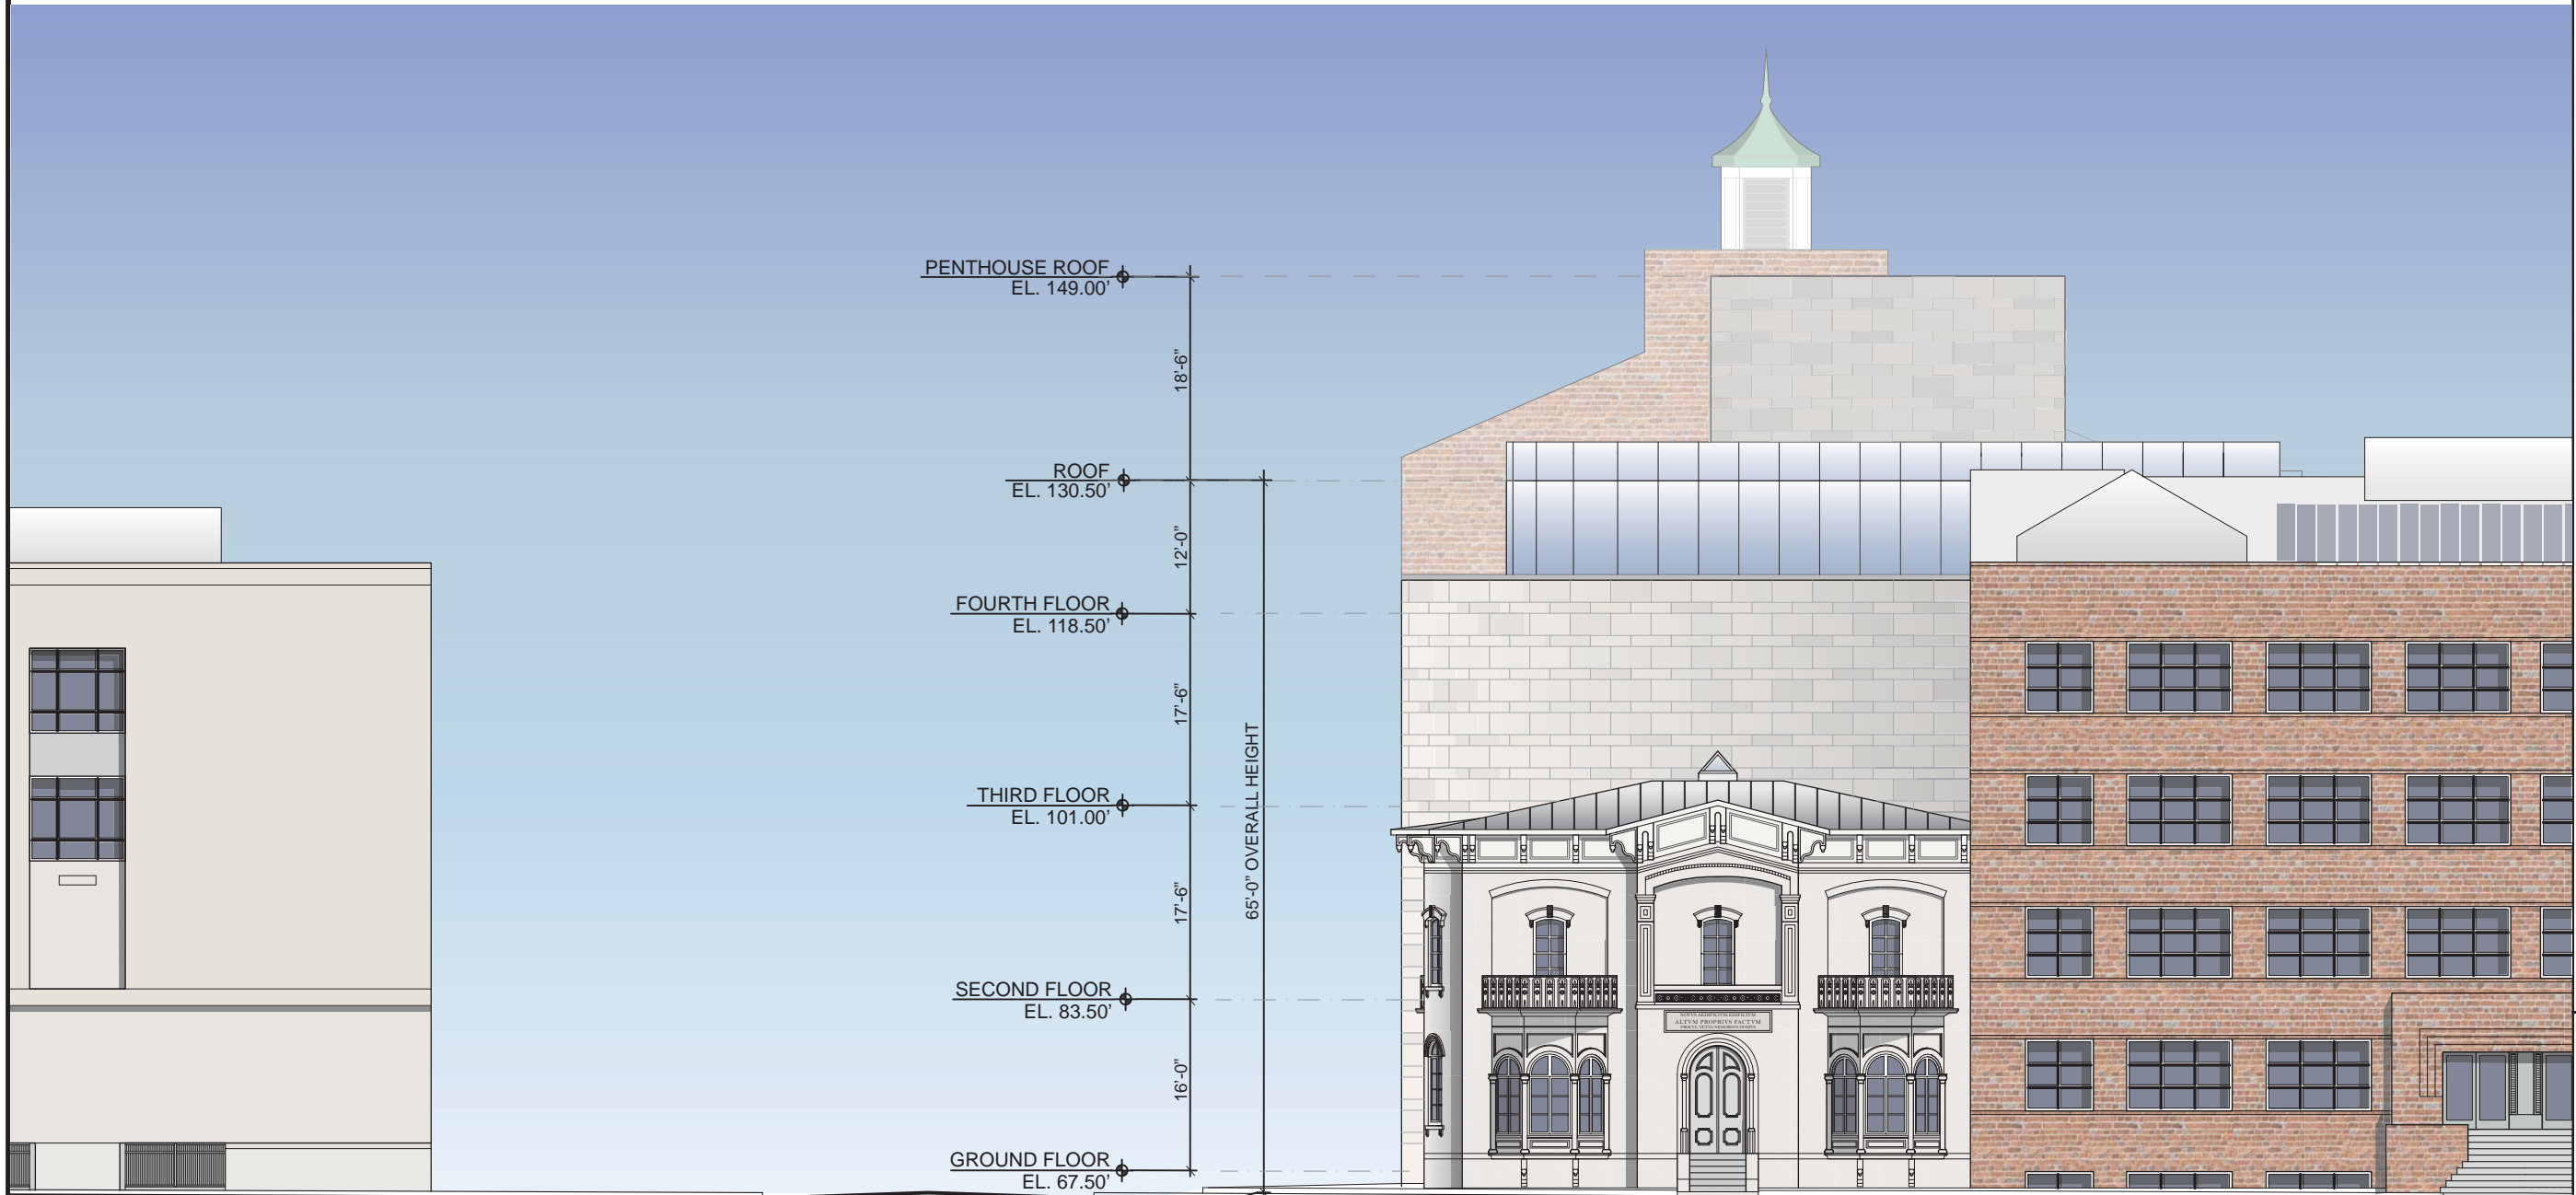 PENTHOUSE ROOF
EL. 149.00'
18'-6"
ROOF
EL. 130.50'
12'-0"
FOURTH FLOOR
EL. 118.50'
17'-6"
THIRD FLOOR
EL. 101.00'
65'-0" OVERALL HEIGHT
17'-6"
SECOND FLOOR
EL. 83.50'
ALTVM PROPRIVS FACTVM
16'-0"
GROUND FLOOR
EL. 67.50'